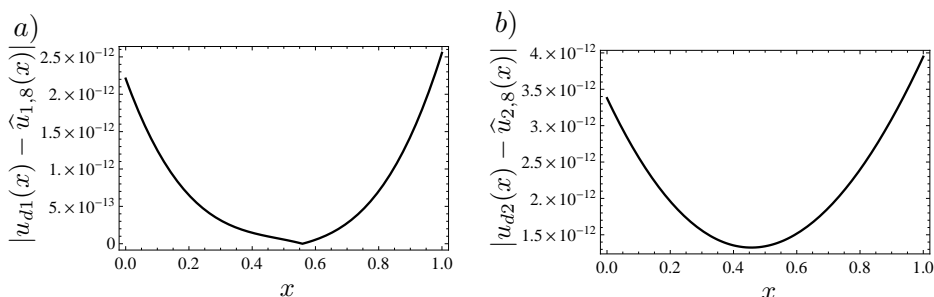 a)
|u_{d1}(x) − û_{1,8}(x)|
2.5×10⁻¹²
2.×10⁻¹²
1.5×10⁻¹²
1.×10⁻¹²
5.×10⁻¹³
0
0.0 0.2 0.4 0.6 0.8 1.0
x
b)
|u_{d2}(x) − û_{2,8}(x)|
4.×10⁻¹²
3.5×10⁻¹²
3.×10⁻¹²
2.5×10⁻¹²
2.×10⁻¹²
1.5×10⁻¹²
0.0 0.2 0.4 0.6 0.8 1.0
x